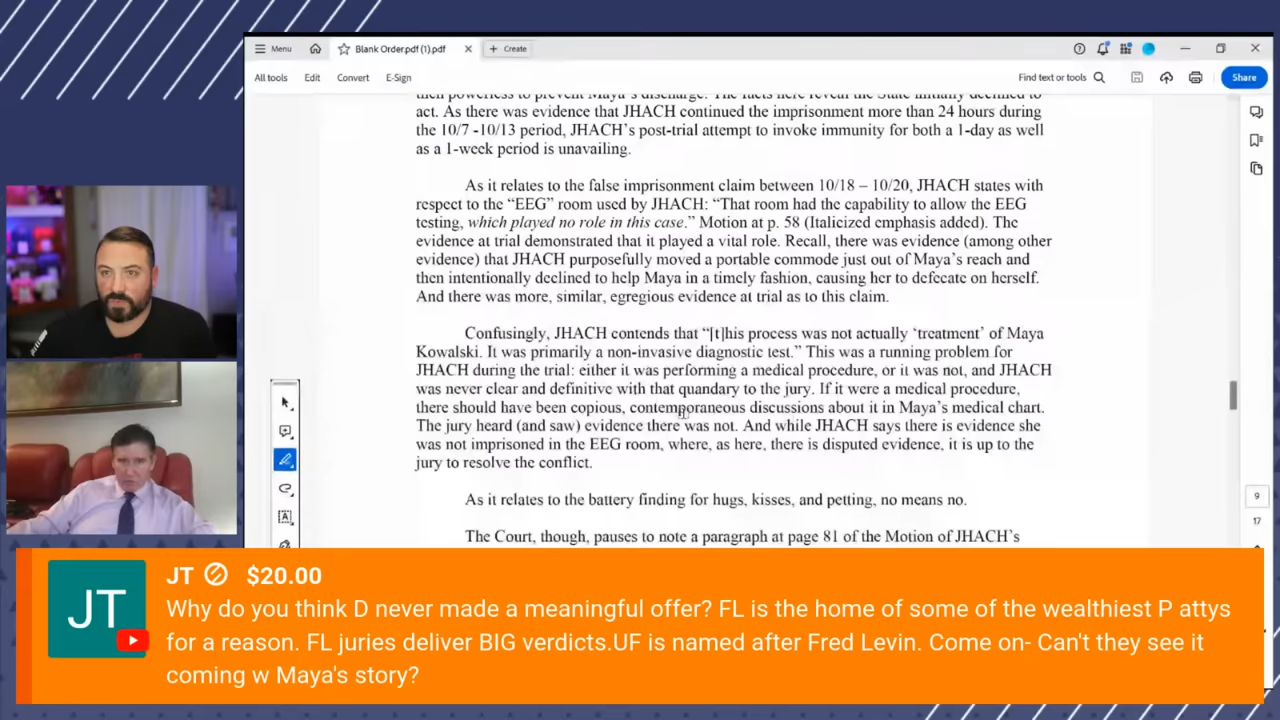 Menu
Blank Order.pdf (1).pdf
Create
All tools
Edit
Convert
E-Sign
Find text or tools
Share
then powerless to prevent Maya's discharge. The facts here reveal the State initially declined to
act. As there was evidence that JHACH continued the imprisonment more than 24 hours during
the 10/7 -10/13 period, JHACH's post-trial attempt to invoke immunity for both a 1-day as well
as a 1-week period is unavailing.
As it relates to the false imprisonment claim between 10/18 – 10/20, JHACH states with
respect to the "EEG" room used by JHACH: "That room had the capability to allow the EEG
testing, which played no role in this case." Motion at p. 58 (Italicized emphasis added). The
evidence at trial demonstrated that it played a vital role. Recall, there was evidence (among other
evidence) that JHACH purposefully moved a portable commode just out of Maya's reach and
then intentionally declined to help Maya in a timely fashion, causing her to defecate on herself.
And there was more, similar, egregious evidence at trial as to this claim.
Confusingly, JHACH contends that "[t]his process was not actually 'treatment' of Maya
Kowalski. It was primarily a non-invasive diagnostic test." This was a running problem for
JHACH during the trial: either it was performing a medical procedure, or it was not, and JHACH
was never clear and definitive with that quandary to the jury. If it were a medical procedure,
there should have been copious, contemporaneous discussions about it in Maya's medical chart.
The jury heard (and saw) evidence there was not. And while JHACH says there is evidence she
was not imprisoned in the EEG room, where, as here, there is disputed evidence, it is up to the
jury to resolve the conflict.
As it relates to the battery finding for hugs, kisses, and petting, no means no.
The Court, though, pauses to note a paragraph at page 81 of the Motion of JHACH's
9
17
JT
JT $20.00
Why do you think D never made a meaningful offer? FL is the home of some of the wealthiest P attys
for a reason. FL juries deliver BIG verdicts.UF is named after Fred Levin. Come on- Can't they see it
coming w Maya's story?